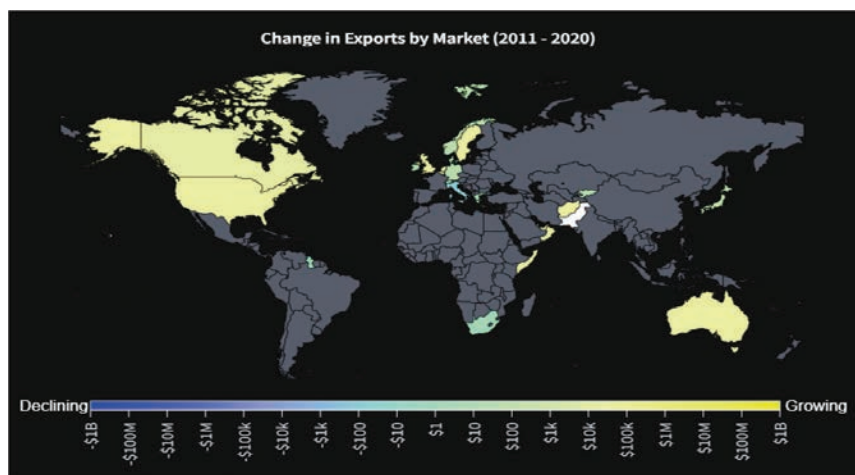 Change in Exports by Market (2011 - 2020)
Declining
Growing
-$1B
-$100M
-$10M
-$1M
-$100k
-$10k
-$1k
-$100
-$10
$1
$10
$100
$1k
$10k
$100k
$1M
$10M
$100M
$1B